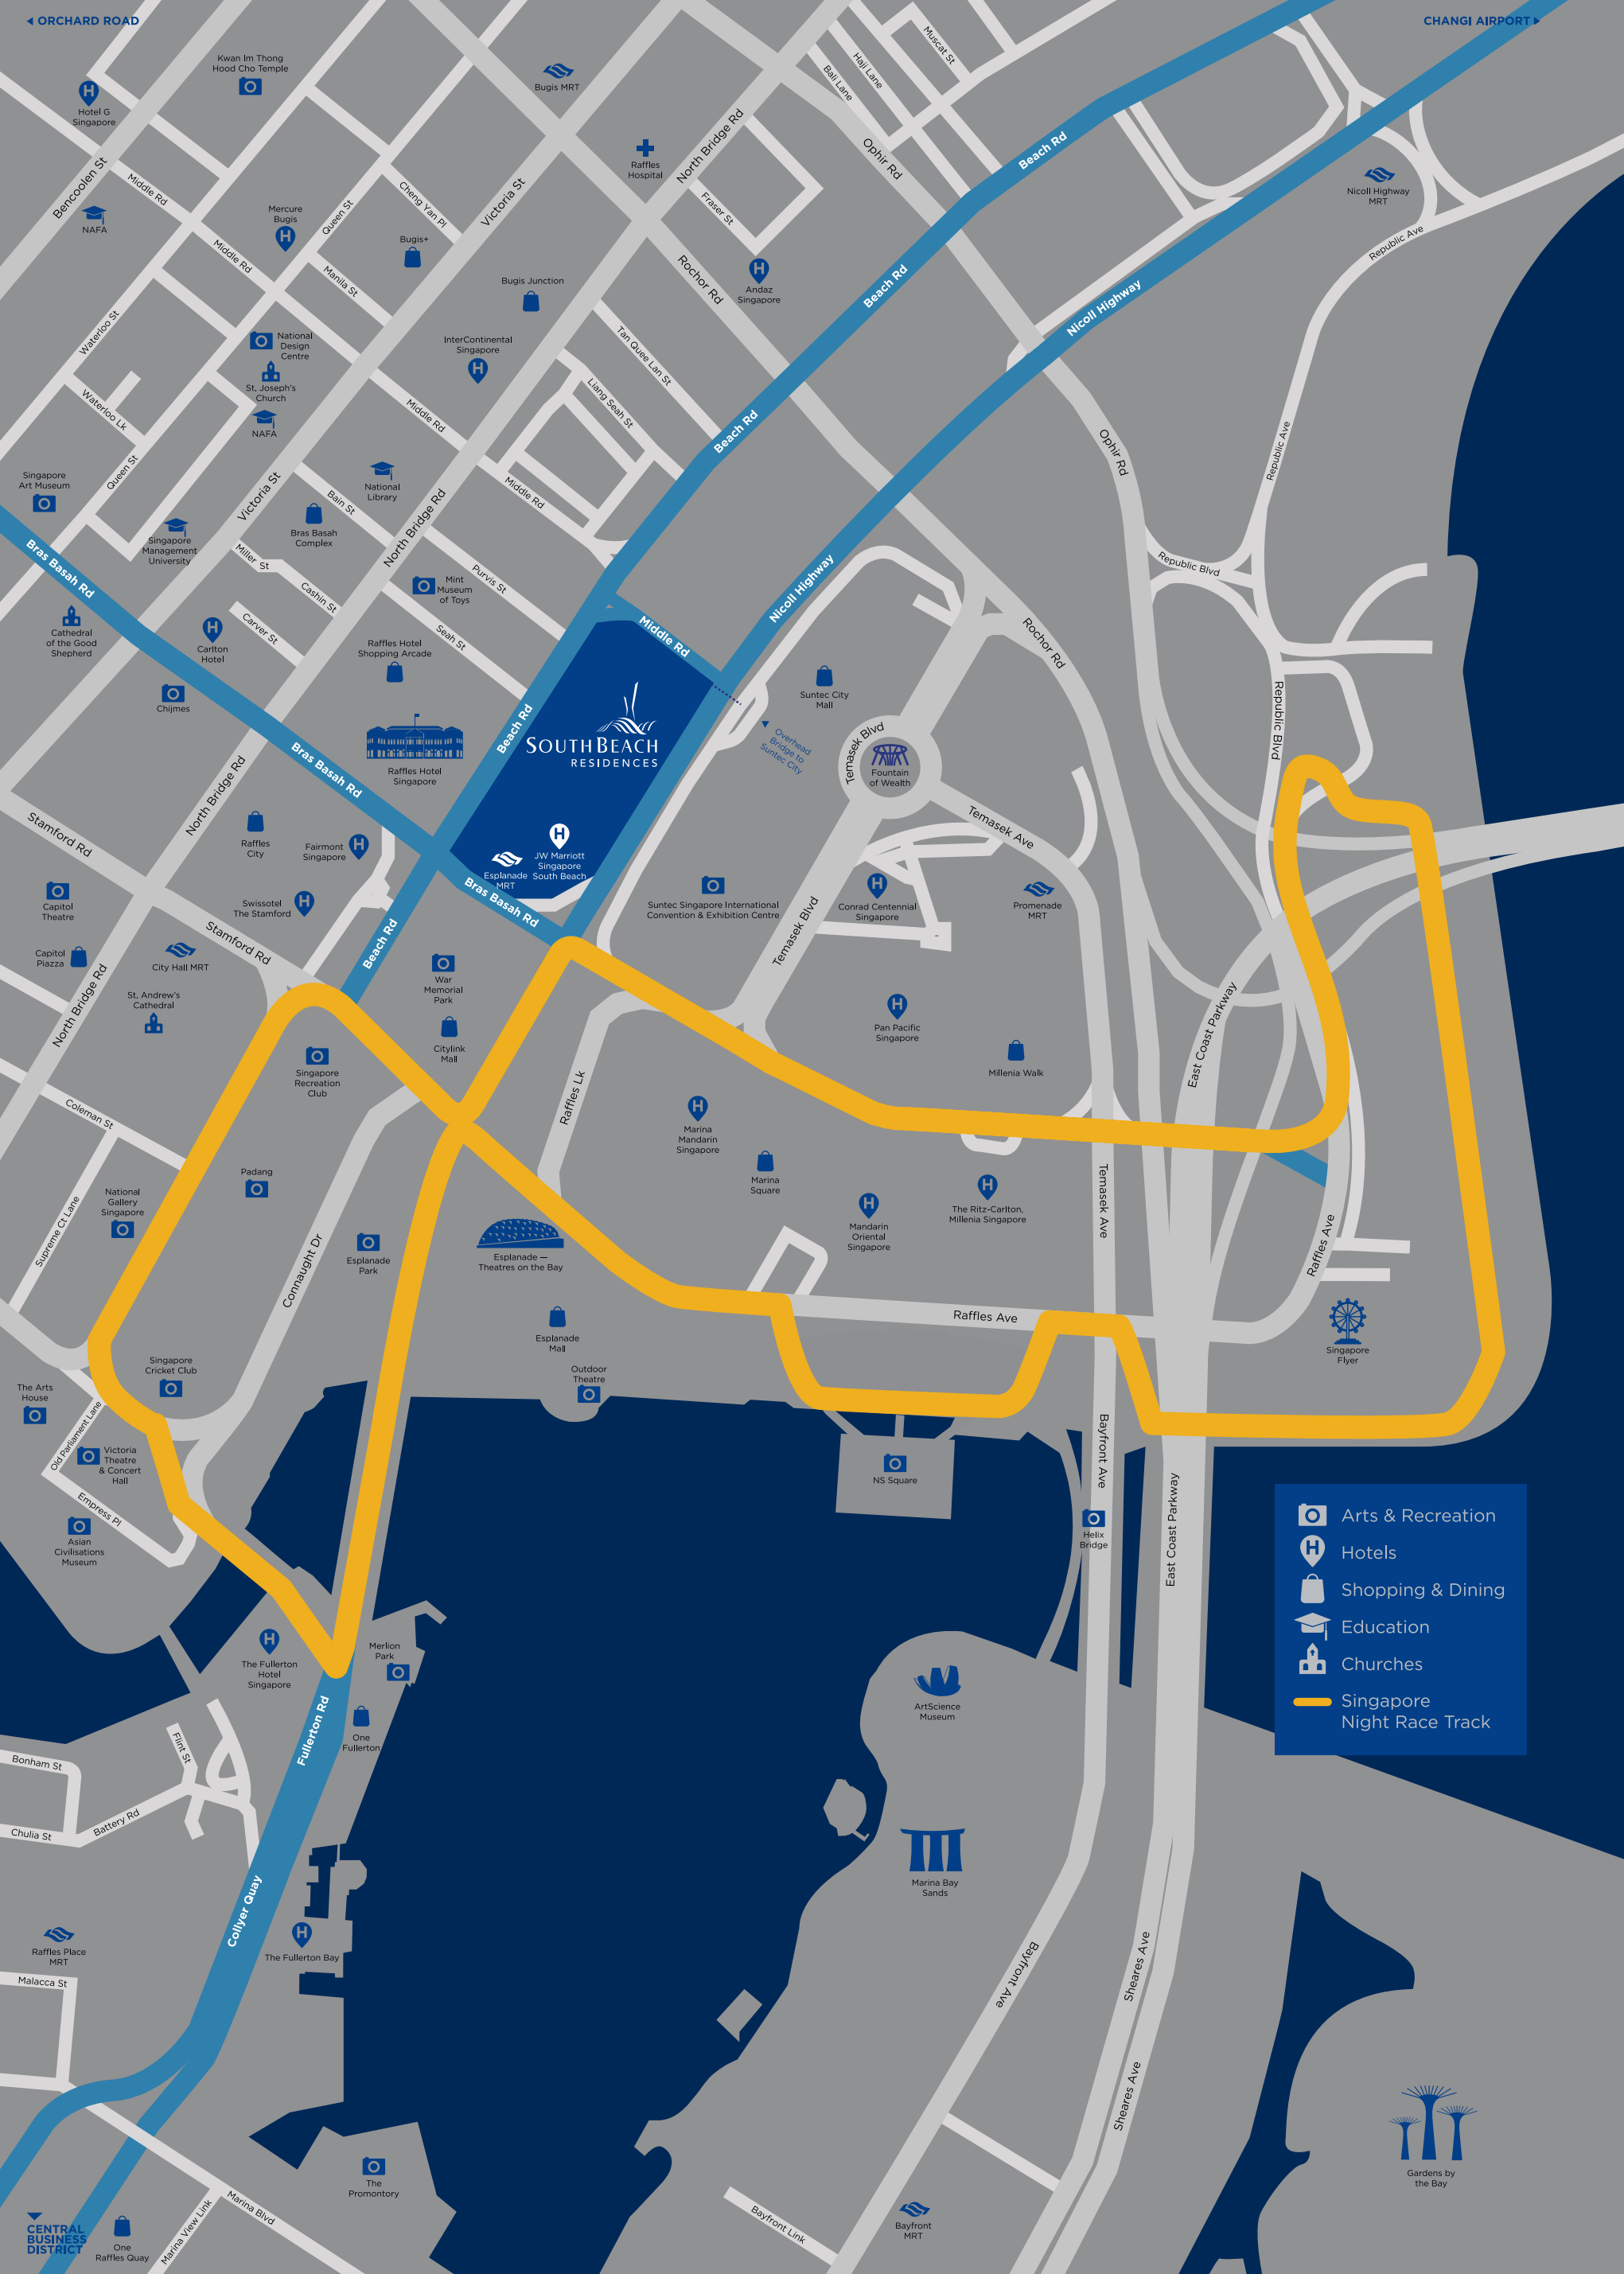 ORCHARD ROAD
CHANGI AIRPORT
Kwan Im Thong
Hood Cho Temple
Bugis MRT
Muscat St
Haji Lane
Bali Lane
Hotel G
Singapore
Bencoolen St
Middle Rd
NAFA
Mercure
Bugis
Queen St
Cheng Yan Pl
Victoria St
Raffles
Hospital
North Bridge Rd
Fraser St
Ophir Rd
Beach Rd
Nicoll Highway
MRT
Republic Ave
Middle Rd
Manila St
Bugis+
Bugis Junction
Rochor Rd
Andaz
Singapore
Beach Rd
Nicoll Highway
Waterloo St
National
Design
Centre
St, Joseph's
Church
NAFA
InterContinental
Singapore
Tan Quee Lan St
Liang Seah St
Waterloo Lk
Queen St
Middle Rd
Beach Rd
Ophir Rd
Republic Ave
Singapore
Art Museum
Victoria St
National
Library
Middle Rd
Bain St
Bras Basah
Complex
North Bridge Rd
Singapore
Management
University
Miller St
Cashin St
Carver St
Purvis St
Mint
Museum
of Toys
Seah St
Nicoll Highway
Republic Blvd
Bras Basah Rd
Cathedral
of the Good
Shepherd
Carlton
Hotel
Raffles Hotel
Shopping Arcade
Middle Rd
Rochor Rd
Chijmes
Suntec City
Mall
Republic Blvd
Beach Rd
SOUTH BEACH
RESIDENCES
Overhead
Bridge to
Suntec City
Temasek Blvd
Fountain
of Wealth
Bras Basah Rd
Raffles Hotel
Singapore
North Bridge Rd
Stamford Rd
Raffles
City
Fairmont
Singapore
Temasek Ave
JW Marriott
Singapore
South Beach
Esplanade
MRT
Bras Basah Rd
Capitol
Theatre
Swissotel
The Stamford
Suntec Singapore International
Convention & Exhibition Centre
Conrad Centennial
Singapore
Promenade
MRT
Temasek Blvd
Stamford Rd
Beach Rd
Capitol
Piazza
City Hall MRT
War
Memorial
Park
North Bridge Rd
St, Andrew's
Cathedral
Citylink
Mall
Pan Pacific
Singapore
Millenia Walk
East Coast Parkway
Singapore
Recreation
Club
Raffles Lk
Coleman St
Marina
Mandarin
Singapore
Marina
Square
Padang
National
Gallery
Singapore
Supreme Ct Lane
Connaught Dr
Esplanade
Park
Esplanade —
Theatres on the Bay
Mandarin
Oriental
Singapore
The Ritz-Carlton,
Millenia Singapore
Temasek Ave
Raffles Ave
Raffles Ave
Singapore
Flyer
Esplanade
Mall
Outdoor
Theatre
Singapore
Cricket Club
The Arts
House
Old Parliament Lane
Victoria
Theatre
& Concert
Hall
Empress Pl
Asian
Civilisations
Museum
NS Square
Bayfront Ave
Helix
Bridge
East Coast Parkway
Arts & Recreation
Hotels
Shopping & Dining
Education
Churches
Singapore
Night Race Track
The Fullerton
Hotel
Singapore
Merlion
Park
Fullerton Rd
One
Fullerton
ArtScience
Museum
Flint St
Bonham St
Battery Rd
Chulia St
Collyer Quay
Marina Bay
Sands
Raffles Place
MRT
The Fullerton Bay
Malacca St
Bayfront Ave
Sheares Ave
Sheares Ave
The
Promontory
Gardens by
the Bay
Marina Blvd
Marina View Link
Bayfront Link
Bayfront
MRT
CENTRAL
BUSINESS
DISTRICT
One
Raffles Quay